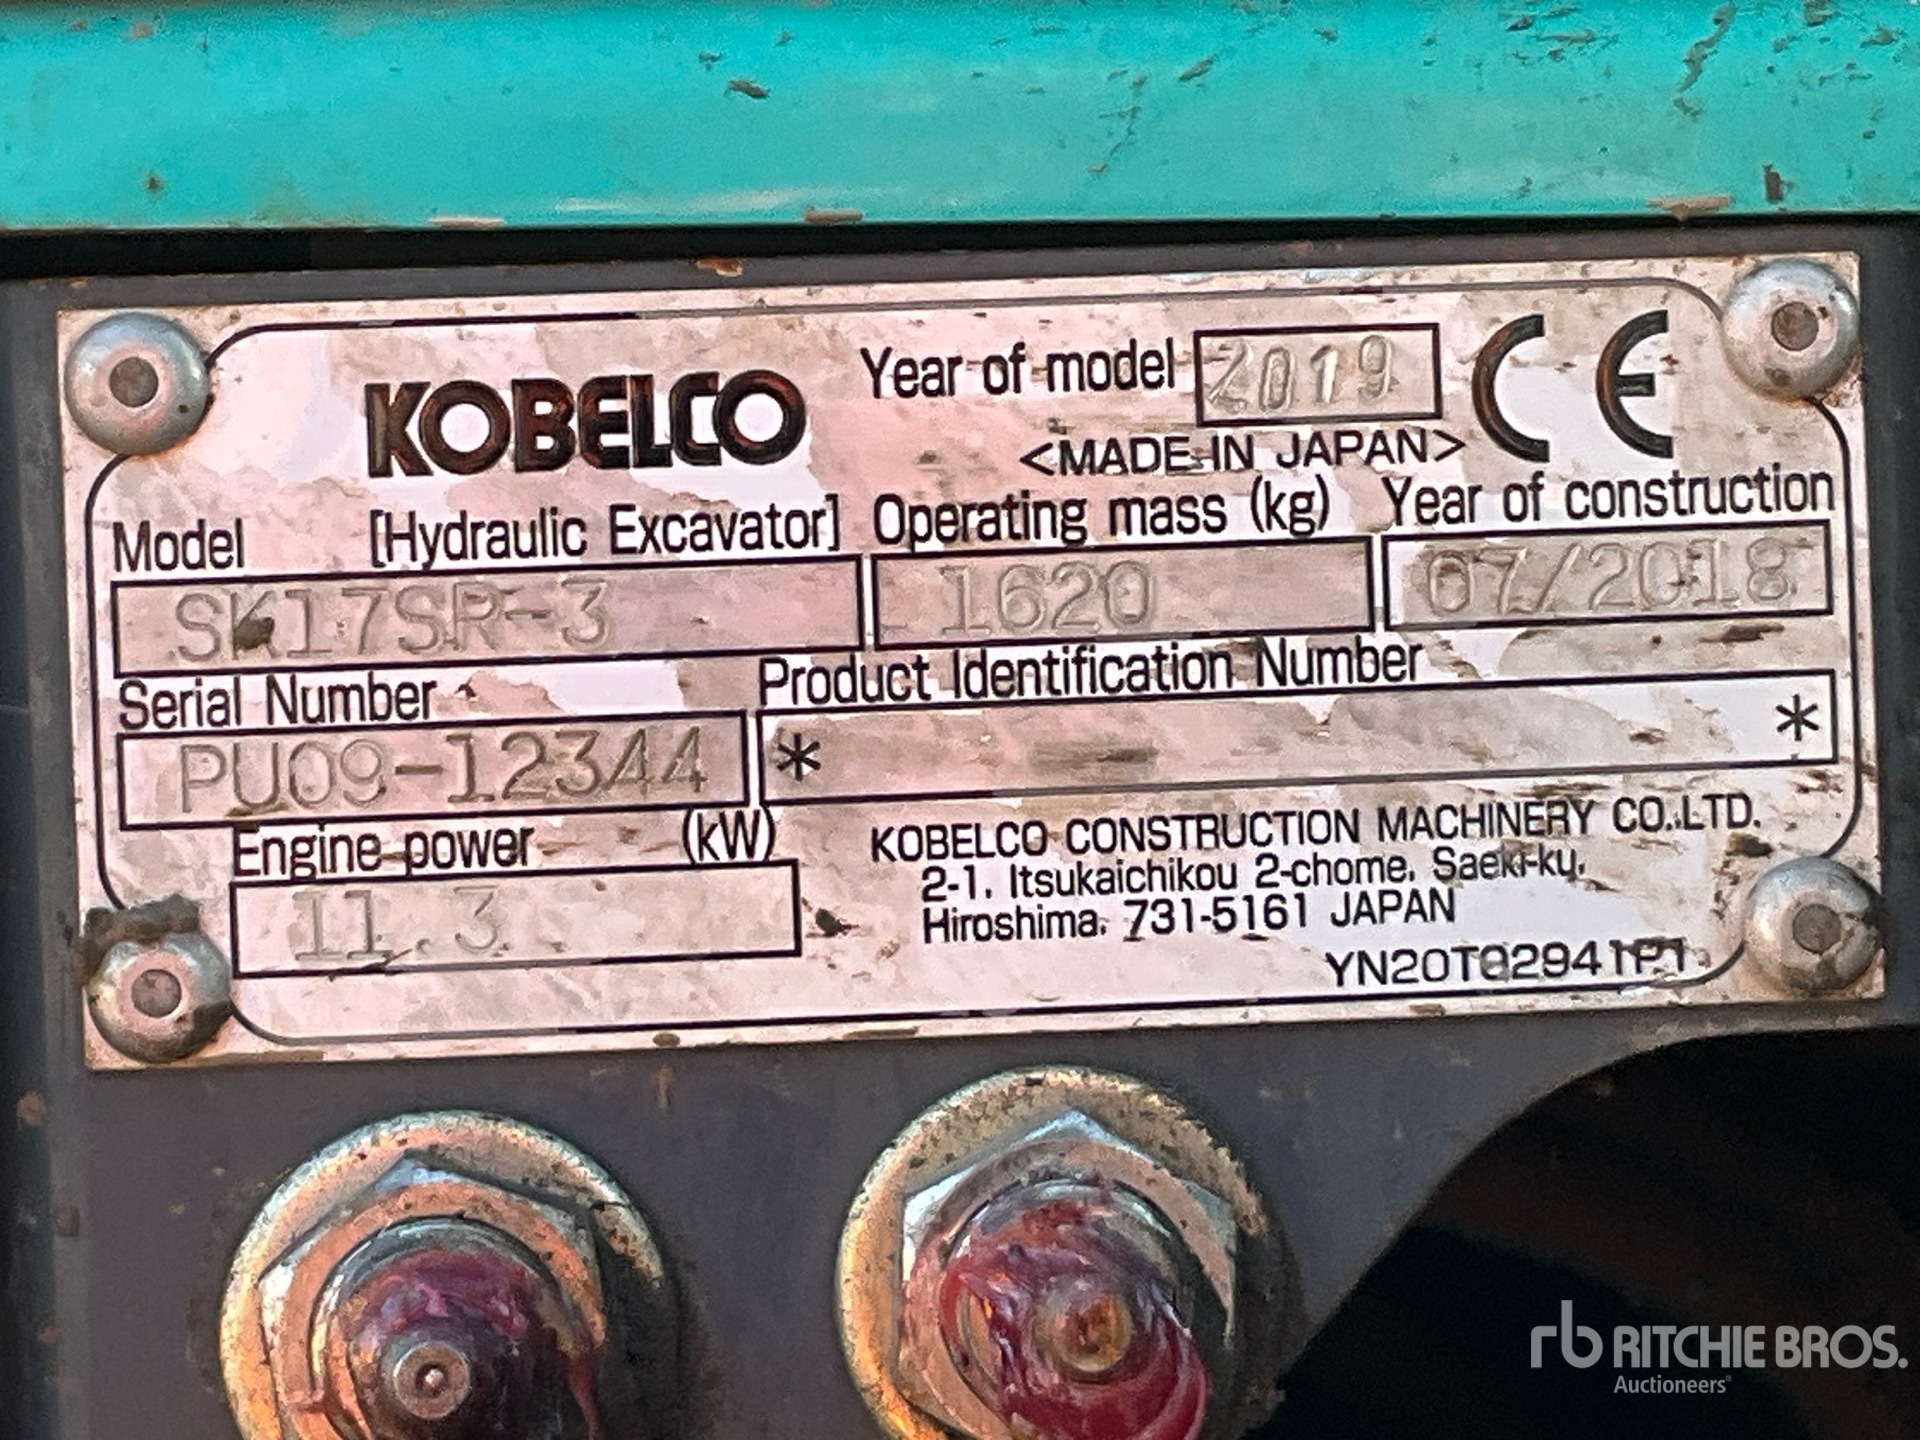 KOBELCO
Year of model 2019
<MADE IN JAPAN>
CE
Model [Hydraulic Excavator] Operating mass (kg) Year of construction
SK17SR-3 1620 07/2018
Serial Number Product Identification Number
PU09-12344 * *
Engine power (kW)
11.3
KOBELCO CONSTRUCTION MACHINERY CO.,LTD.
2-1, Itsukaichikou 2-chome, Saeki-ku,
Hiroshima, 731-5161 JAPAN
YN20T02941P1
rb RITCHIE BROS.
Auctioneers®